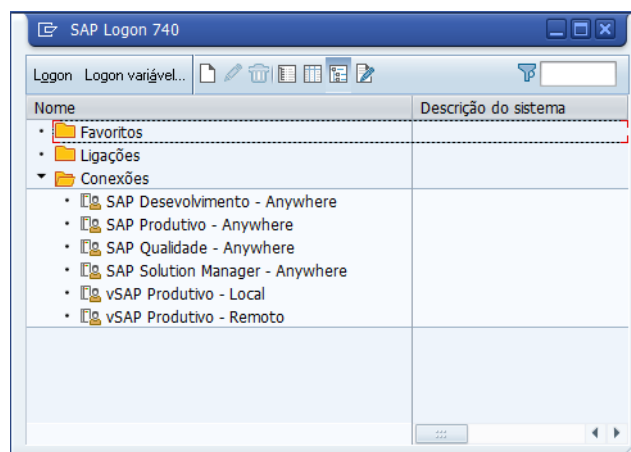 SAP Logon 740
Logon Logon variável...
Nome Descrição do sistema
Favoritos
Ligações
Conexões
SAP Desevolvimento - Anywhere
SAP Produtivo - Anywhere
SAP Qualidade - Anywhere
SAP Solution Manager - Anywhere
vSAP Produtivo - Local
vSAP Produtivo - Remoto